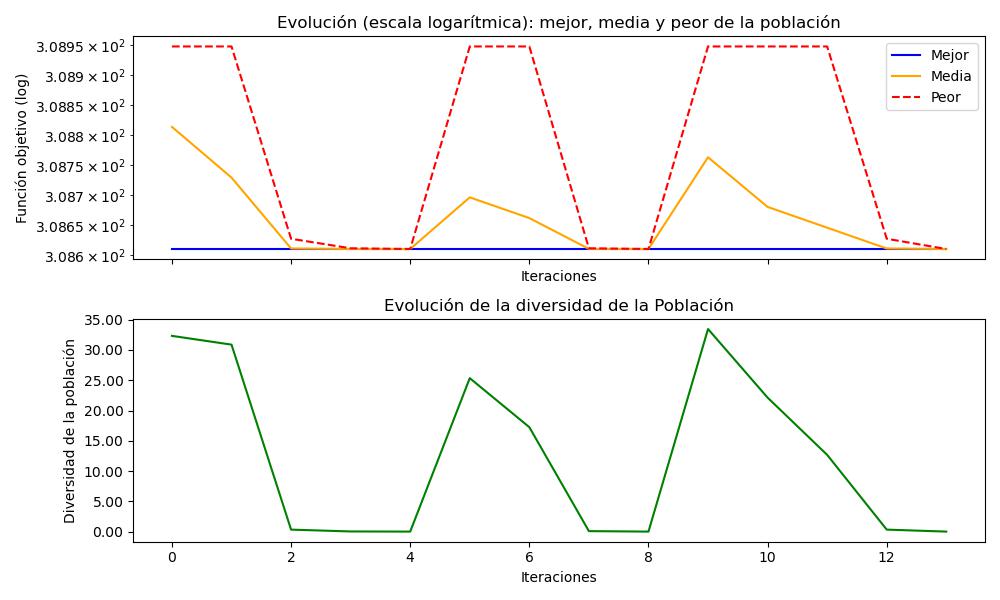 Evolución (escala logarítmica): mejor, media y peor de la población
Función objetivo (log)
3.0895 × 10²
3.089 × 10²
3.0885 × 10²
3.088 × 10²
3.0875 × 10²
3.087 × 10²
3.0865 × 10²
3.086 × 10²
Mejor
Media
Peor
Iteraciones
Evolución de la diversidad de la Población
Diversidad de la población
35.00
30.00
25.00
20.00
15.00
10.00
5.00
0.00
0 2 4 6 8 10 12
Iteraciones